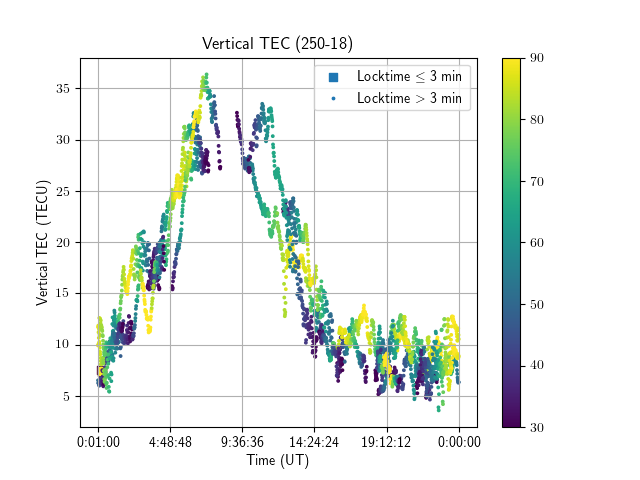 Vertical TEC (250-18)
Locktime ≤ 3 min
Locktime > 3 min
Vertical TEC (TECU)
35
30
25
20
15
10
5
0:01:00 4:48:48 9:36:36 14:24:24 19:12:12 0:00:00
Time (UT)
90
80
70
60
50
40
30